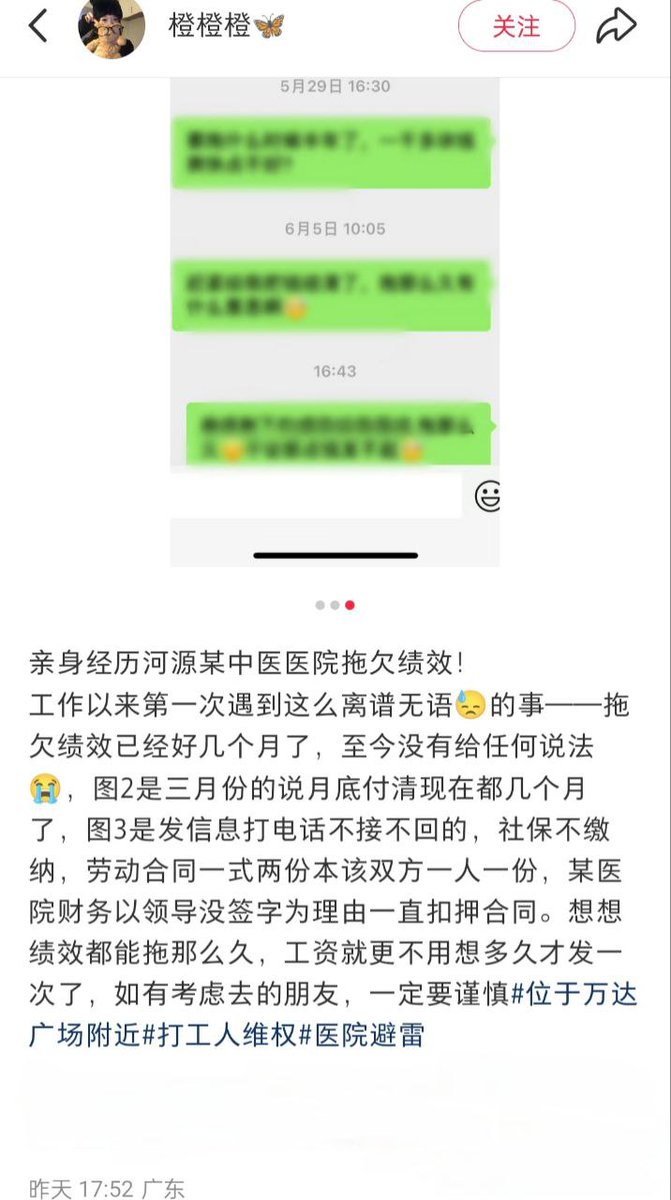 橙橙橙🦋
关注
5月29日 16:30
6月5日 10:05
16:43
亲身经历河源某中医医院拖欠绩效！
工作以来第一次遇到这么离谱无语😓的事——拖
欠绩效已经好几个月了，至今没有给任何说法
😭，图2是三月份的说月底付清现在都几个月
了，图3是发信息打电话不接不回的，社保不缴
纳，劳动合同一式两份本该双方一人一份，某医
院财务以领导没签字为理由一直扣押合同。想想
绩效都能拖那么久，工资就更不用想多久才发一
次了，如有考虑去的朋友，一定要谨慎#位于万达
广场附近#打工人维权#医院避雷
昨天 17:52 广东